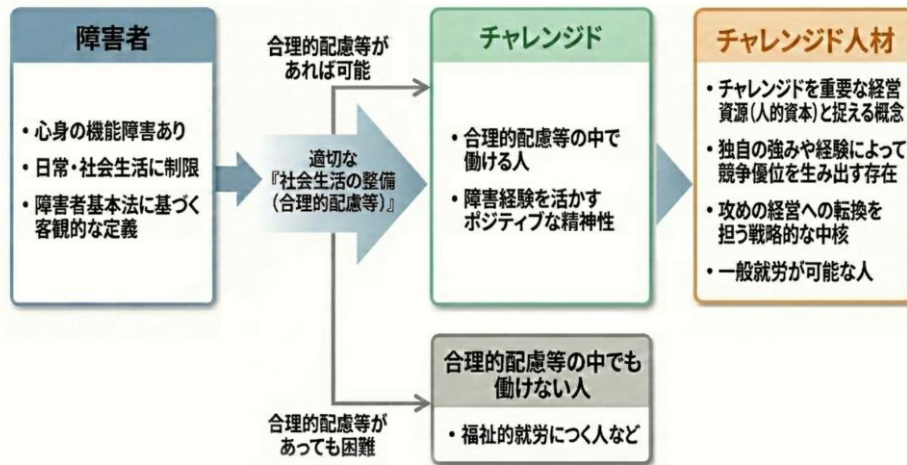 障害者
・心身の機能障害あり
・日常・社会生活に制限
・障害者基本法に基づく
客観的な定義
合理的配慮等が
あれば可能
適切な
『社会生活の整備
（合理的配慮等）』
合理的配慮等が
あっても困難
チャレンジド
・合理的配慮等の中で
働ける人
・障害経験を活かす
ポジティブな精神性
合理的配慮等の中でも
働けない人
・福祉的就労につく人など
チャレンジド人材
・チャレンジドを重要な経営
資源（人的資本）と捉える概念
・独自の強みや経験によって
競争優位を生み出す存在
・攻めの経営への転換を
担う戦略的な中核
・一般就労が可能な人